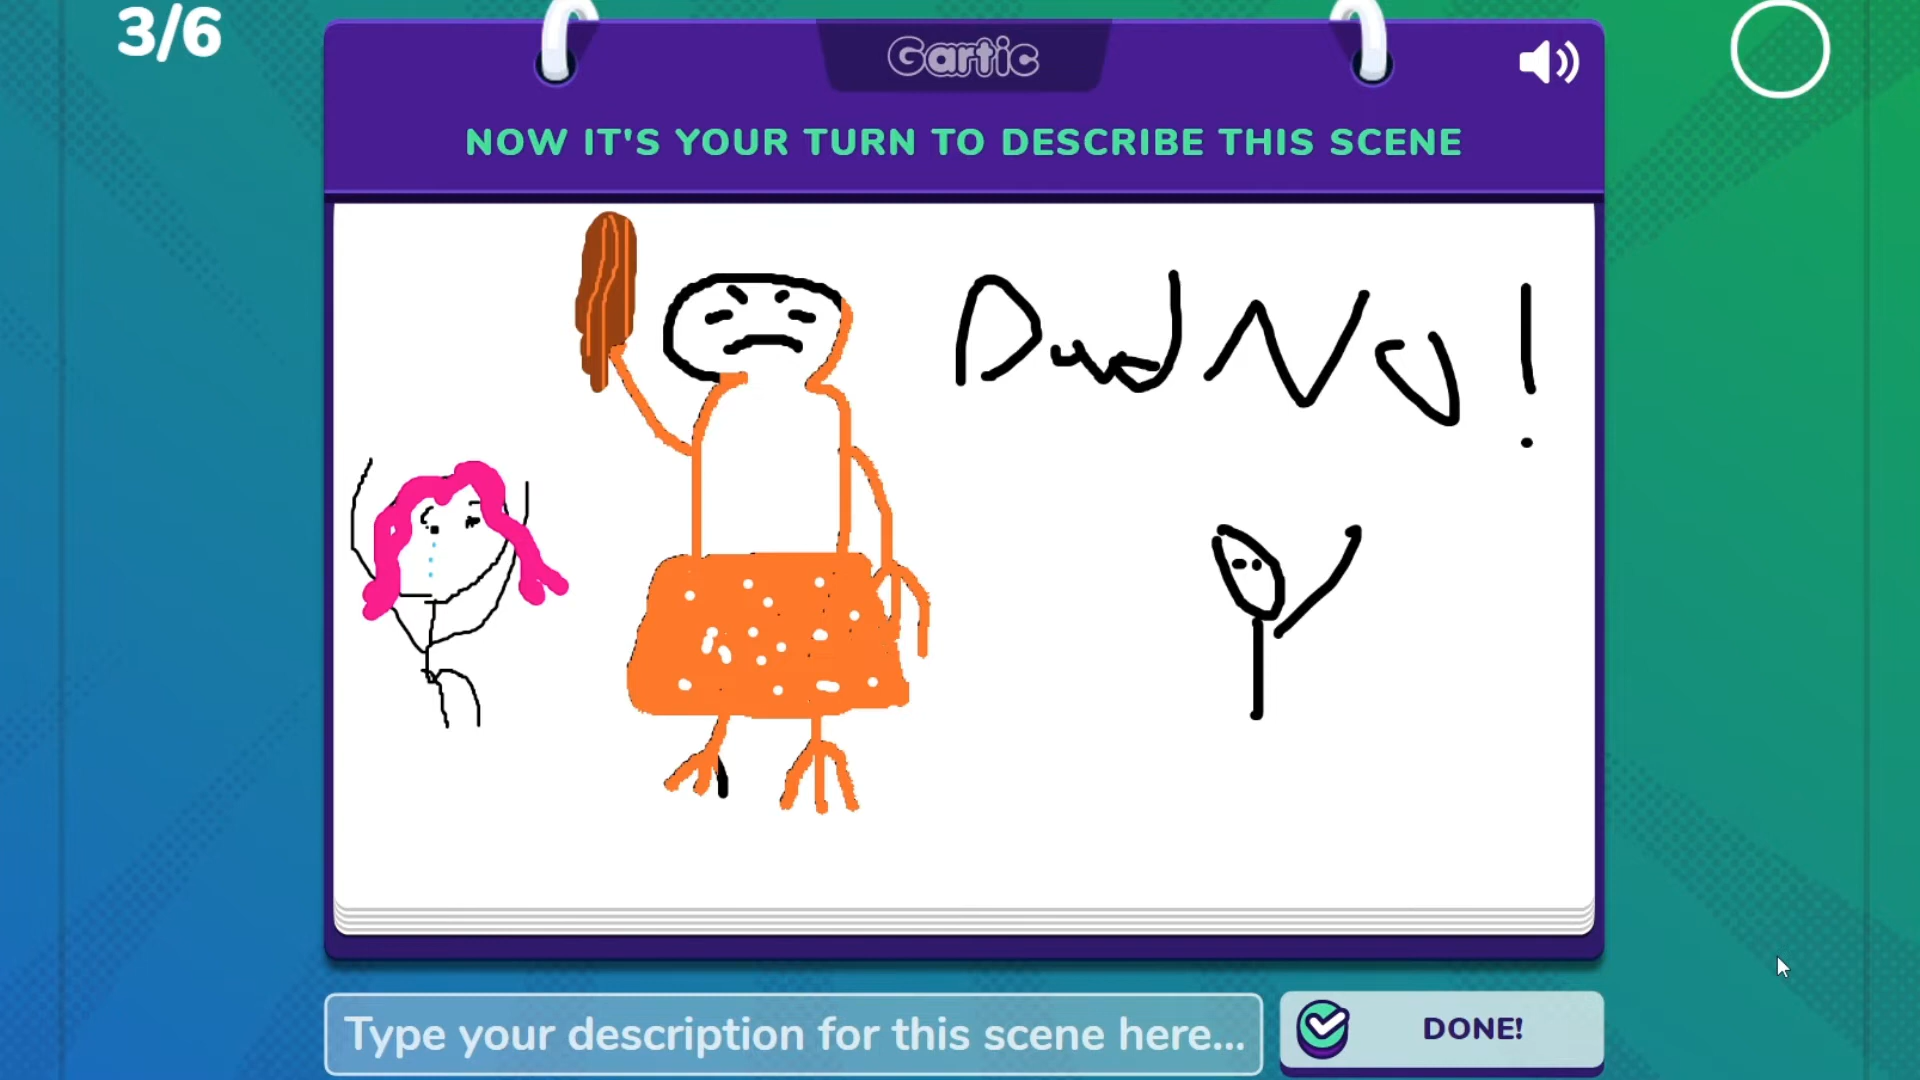 3/6
Gartic
NOW IT'S YOUR TURN TO DESCRIBE THIS SCENE
Dad No!
Type your description for this scene here...
DONE!